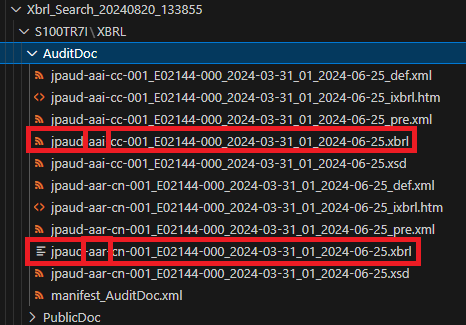 Xbrl_Search_20240820_133855
S100TR7I\XBRL
AuditDoc
jpaud-aai-cc-001_E02144-000_2024-03-31_01_2024-06-25_def.xml
jpaud-aai-cc-001_E02144-000_2024-03-31_01_2024-06-25_ixbrl.htm
jpaud-aai-cc-001_E02144-000_2024-03-31_01_2024-06-25_pre.xml
jpaud-aai-cc-001_E02144-000_2024-03-31_01_2024-06-25.xbrl
jpaud-aai-cc-001_E02144-000_2024-03-31_01_2024-06-25.xsd
jpaud-aar-cn-001_E02144-000_2024-03-31_01_2024-06-25_def.xml
jpaud-aar-cn-001_E02144-000_2024-03-31_01_2024-06-25_ixbrl.htm
jpaud-aar-cn-001_E02144-000_2024-03-31_01_2024-06-25_pre.xml
jpaud-aar-cn-001_E02144-000_2024-03-31_01_2024-06-25.xbrl
jpaud-aar-cn-001_E02144-000_2024-03-31_01_2024-06-25.xsd
manifest_AuditDoc.xml
PublicDoc